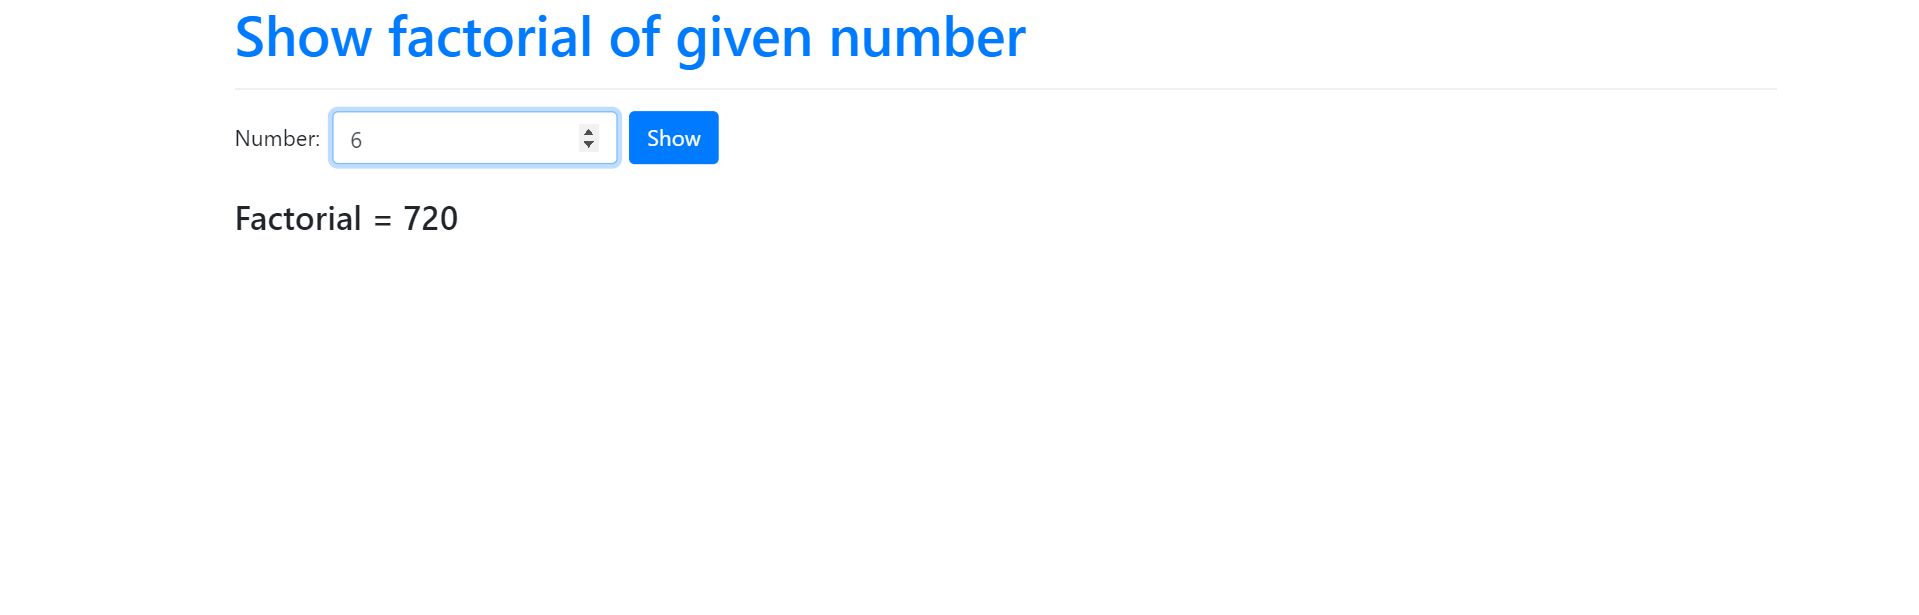 Show factorial of given number
Number: 6 Show
Factorial = 720